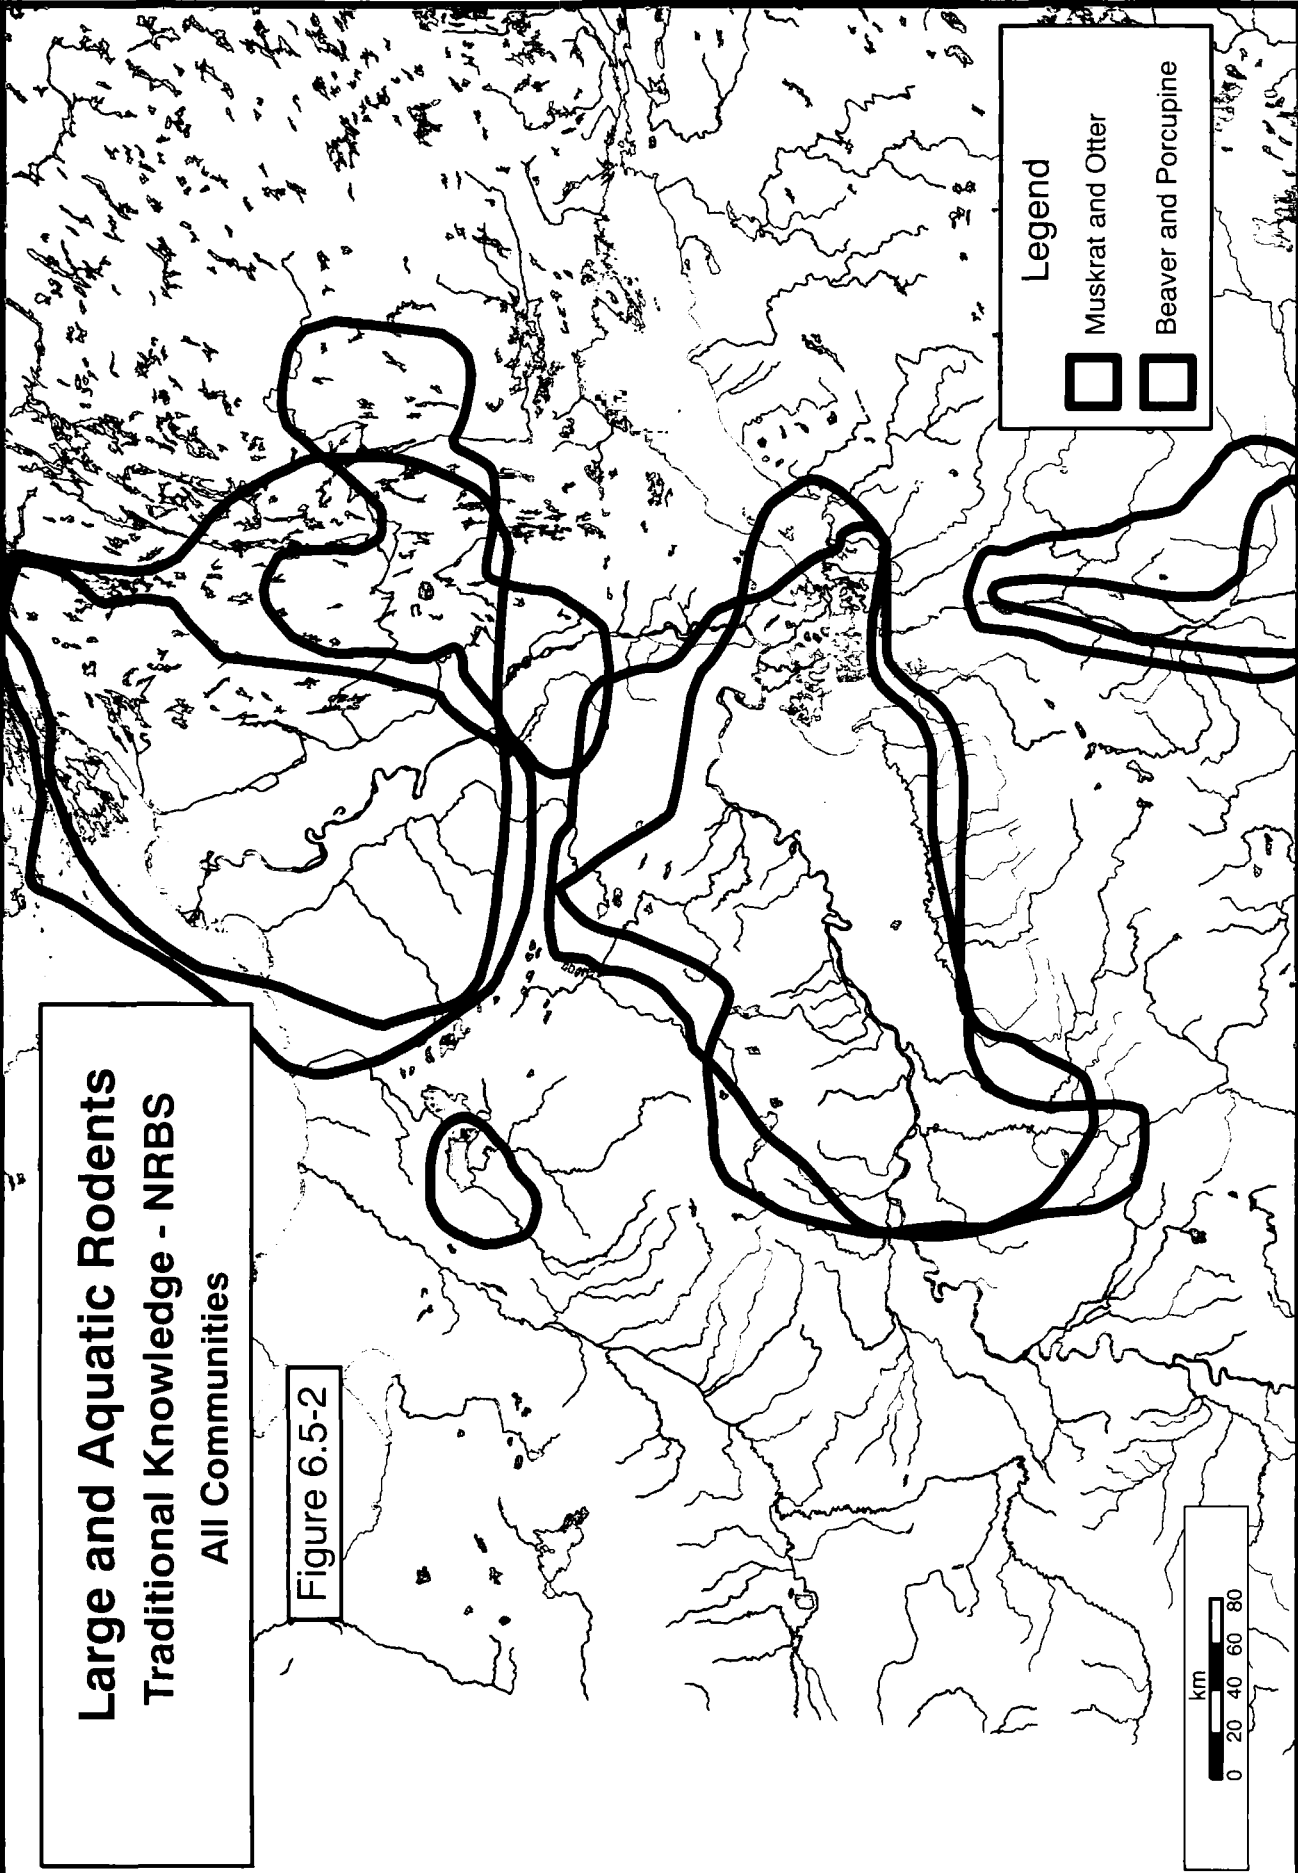 Large and Aquatic Rodents
Traditional Knowledge - NRBS
All Communities
Figure 6.5-2
Legend
Muskrat and Otter
Beaver and Porcupine
km
0 20 40 60 80